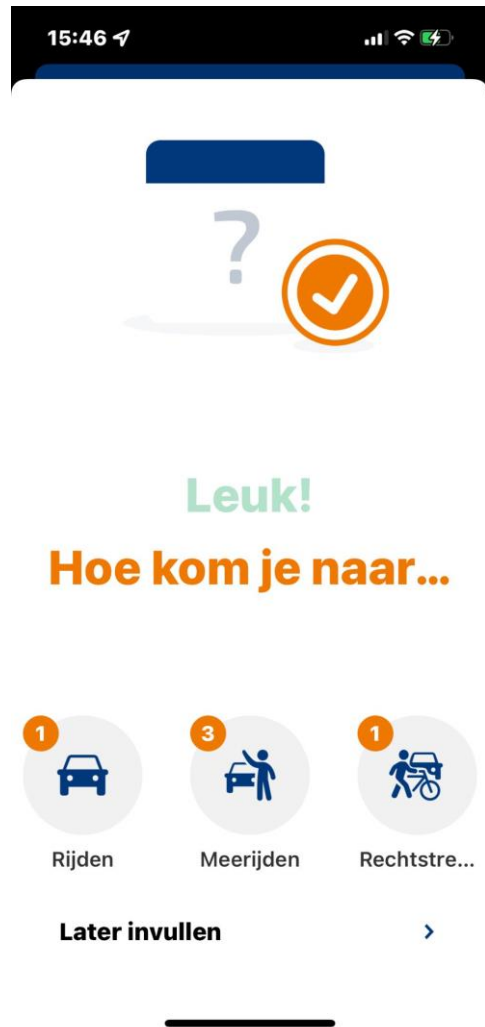 15:46
?
Leuk!
Hoe kom je naar...
1 3 1
Rijden Meerijden Rechtstre...
Later invullen